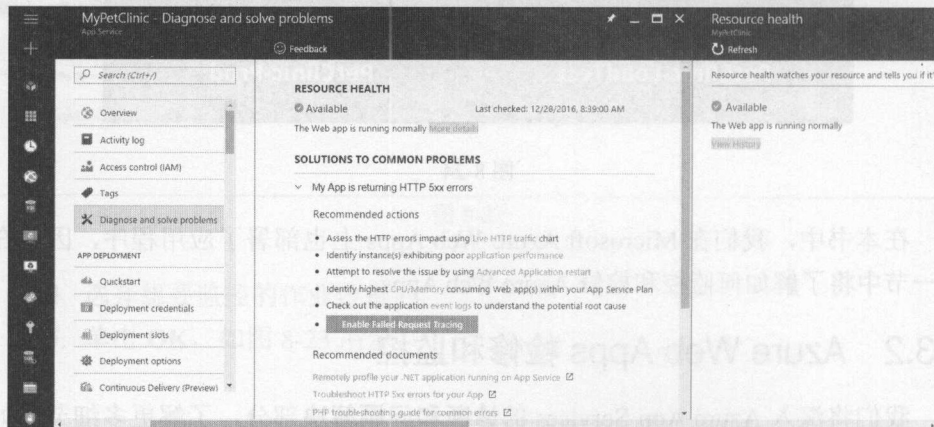 MyPetClinic - Diagnose and solve problems
App Service
Feedback
Search (Ctrl+/)
Overview
Activity log
Access control (IAM)
Tags
Diagnose and solve problems
APP DEPLOYMENT
Quickstart
Deployment credentials
Deployment slots
Deployment options
Continuous Delivery (Preview)
RESOURCE HEALTH
Available
Last checked: 12/20/2016, 8:39:00 AM
The Web app is running normally More details
SOLUTIONS TO COMMON PROBLEMS
My App is returning HTTP 5xx errors
Recommended actions
• Assess the HTTP errors impact using Live HTTP traffic chart
• Identify instance(s) exhibiting poor application performance
• Attempt to resolve the issue by using Advanced Application restart
• Identify highest CPU/Memory consuming Web app(s) within your App Service Plan
• Check out the application event logs to understand the potential root cause
• Enable Failed Request Tracing
Recommended documents
Remotely profile your .NET application running on App Service
Troubleshoot HTTP 5xx errors for your App
PHP troubleshooting guide for common errors
Resource health
MyPetClinic
Refresh
Resource health watches your resource and tells you if it'
Available
The Web app is running normally
View History